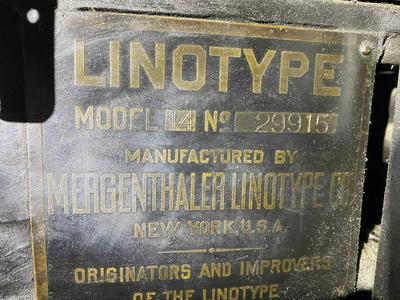 LINOTYPE
MODEL 14 Nº 29915
MANUFACTURED BY
MERGENTHALER LINOTYPE CO.
NEW YORK, U.S.A.
ORIGINATORS AND IMPROVERS
OF THE LINOTYPE